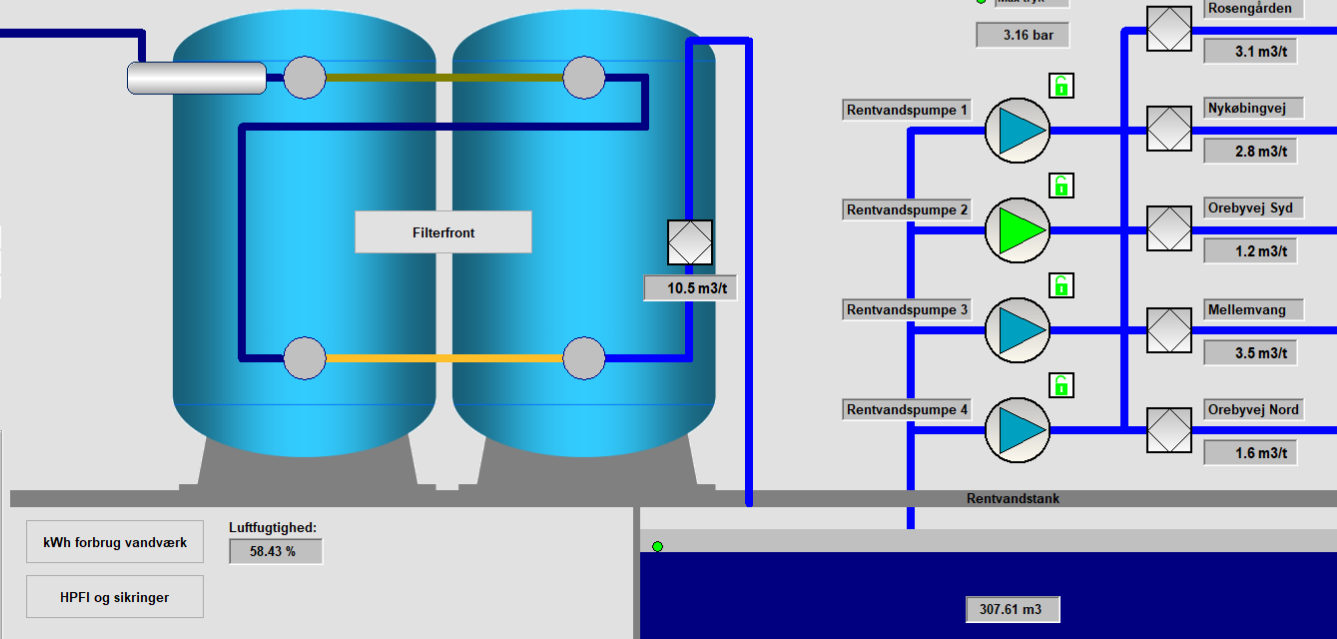 Max tryk
3.16 bar
Rosengården
3.1 m3/t
Rentvandspumpe 1
Nykøbingvej
2.8 m3/t
Rentvandspumpe 2
Orebyvej Syd
1.2 m3/t
Filterfront
10.5 m3/t
Rentvandspumpe 3
Mellemvang
3.5 m3/t
Rentvandspumpe 4
Orebyvej Nord
1.6 m3/t
Rentvandstank
kWh forbrug vandværk
Luftfugtighed:
58.43 %
HPFI og sikringer
307.61 m3